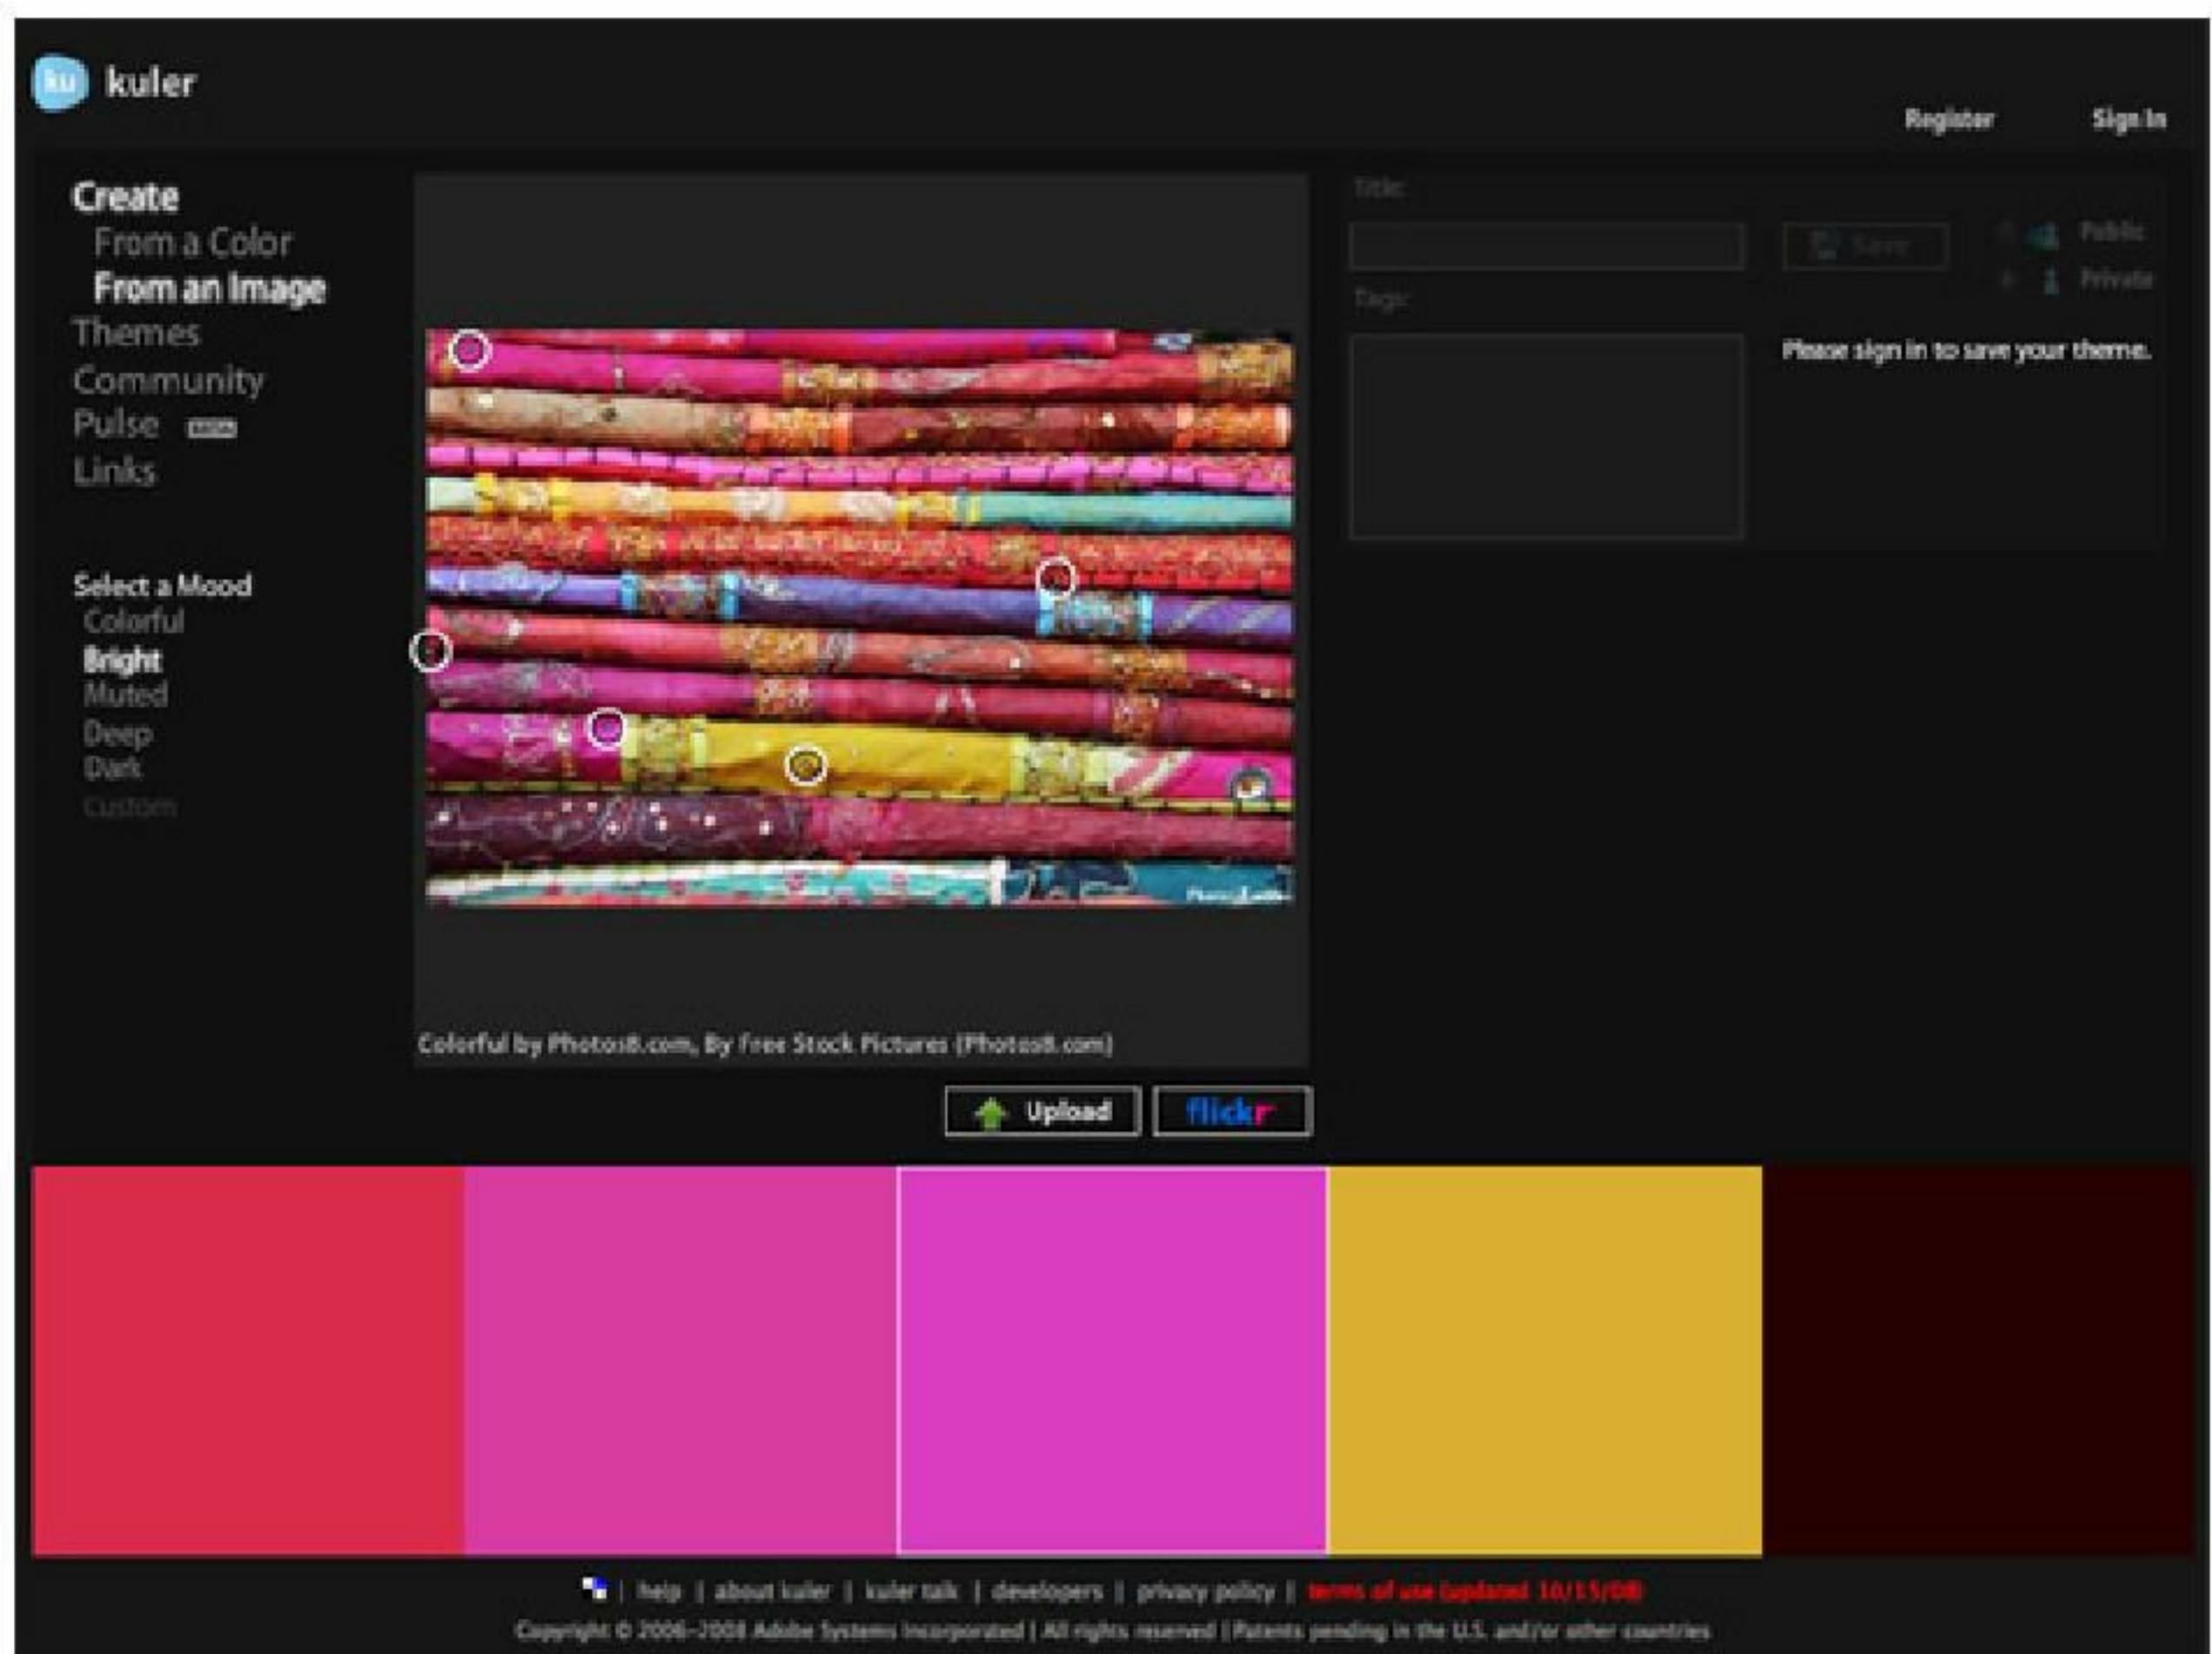 ku kuler
Register Sign In
Create
From a Color
From an Image
Themes
Community
Pulse BETA
Links
Select a Mood
Colorful
Bright
Muted
Deep
Dark
Custom
Title:
Save
Public
Private
Tags:
Please sign in to save your theme.
Colorful by Photos8.com, By Free Stock Pictures (Photos8.com)
Upload flickr
| help | about kuler | kuler talk | developers | privacy policy | terms of use (updated 10/15/08)
Copyright © 2006-2008 Adobe Systems Incorporated | All rights reserved | Patents pending in the U.S. and/or other countries